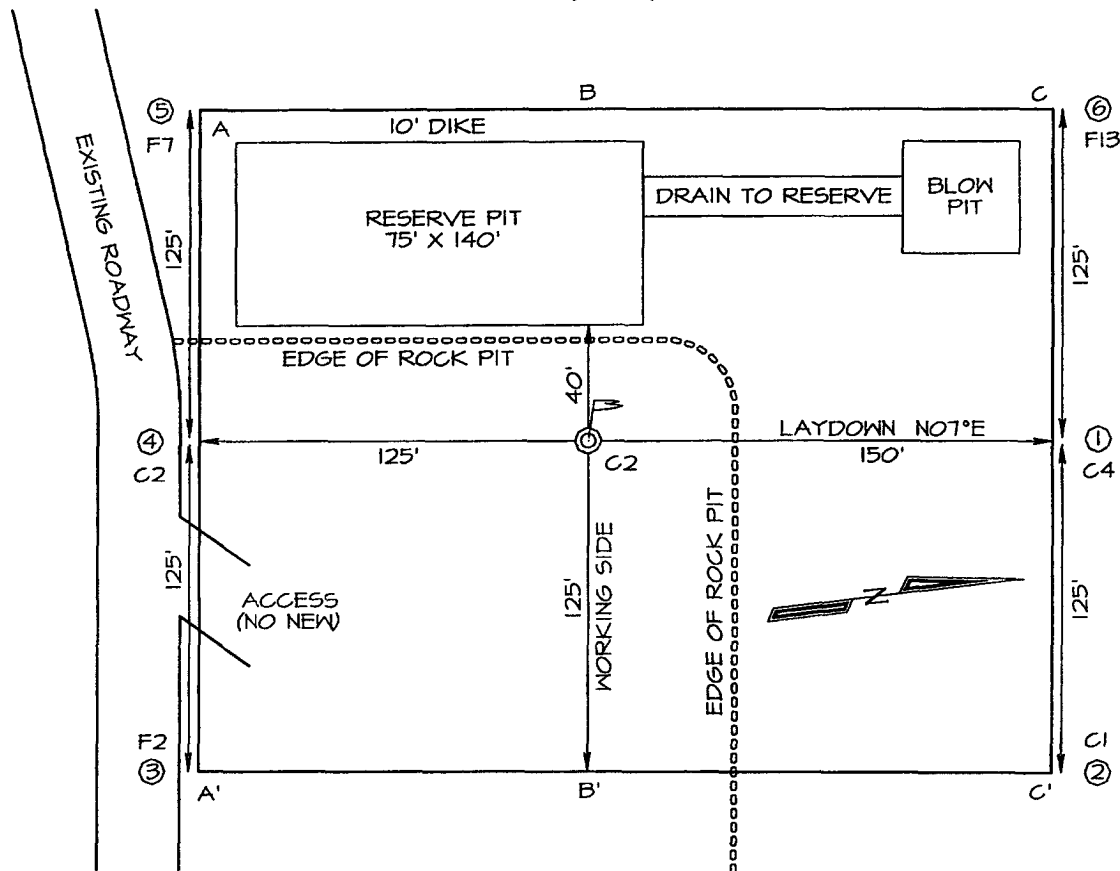 B
C
⑤
⑥
A
10' DIKE
F7
F13
EXISTING ROADWAY
RESERVE PIT
75' X 140'
DRAIN TO RESERVE
BLOW
PIT
125'
125'
EDGE OF ROCK PIT
40'
LAYDOWN N07°E
④
①
125'
C2
150'
C2
C4
125'
ACCESS
(NO NEW)
125'
WORKING SIDE
EDGE OF ROCK PIT
N
125'
F2
C1
③
②
A'
B'
C'